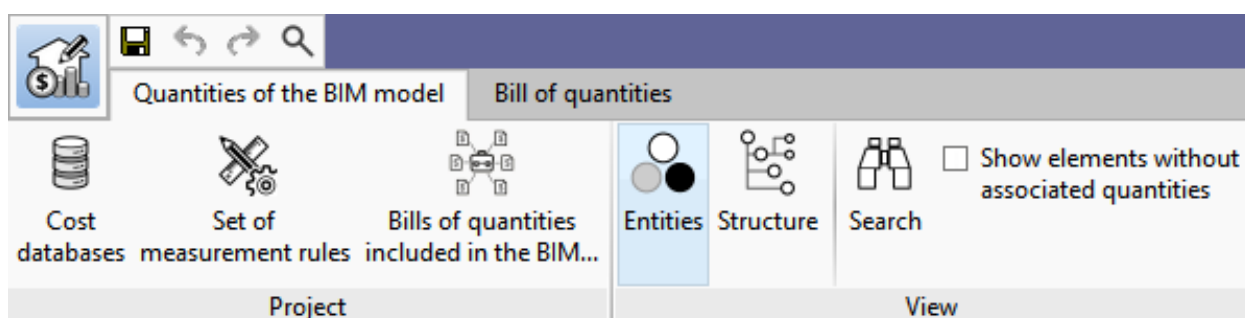 Quantities of the BIM model
Bill of quantities
Cost
databases
Set of
measurement rules
Bills of quantities
included in the BIM...
Entities
Structure
Search
Show elements without
associated quantities
Project
View